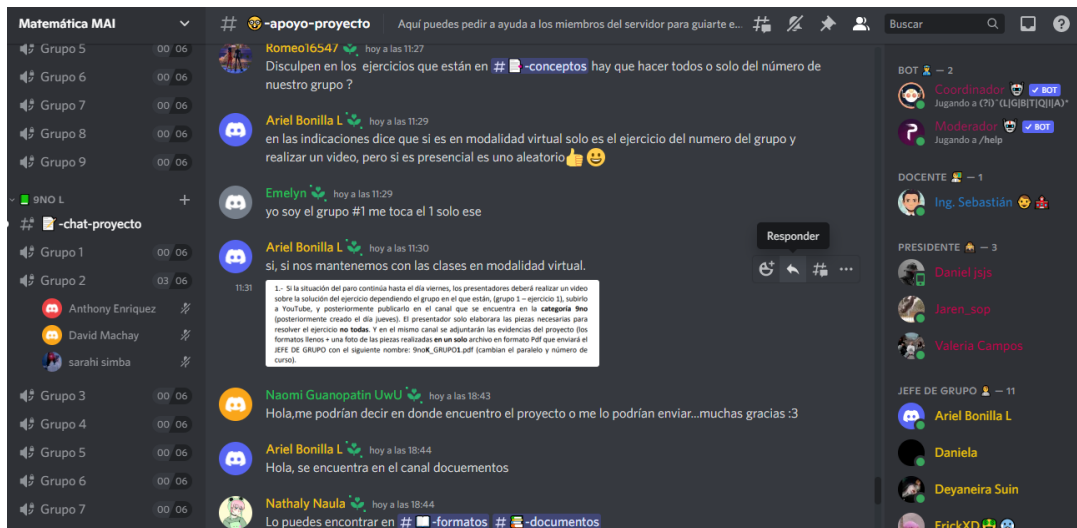 Matemática MAI
Grupo 5 00 06
Grupo 6 00 06
Grupo 7 00 06
Grupo 8 00 06
Grupo 9 00 06
9NO L
-chat-proyecto
Grupo 1 00 06
Grupo 2 03 06
Anthony Enriquez
David Machay
sarahi simba
Grupo 3 00 06
Grupo 4 00 06
Grupo 5 00 06
Grupo 6 00 06
Grupo 7 00 06
-apoyo-proyecto
Aquí puedes pedir a ayuda a los miembros del servidor para guiarte e...
Buscar
Romeo16547 hoy a las 11:27
Disculpen en los ejercicios que están en # -conceptos hay que hacer todos o solo del número de
nuestro grupo ?
Ariel Bonilla L hoy a las 11:29
en las indicaciones dice que si es en modalidad virtual solo es el ejercicio del numero del grupo y
realizar un video, pero si es presencial es uno aleatorio
Emelyn hoy a las 11:29
yo soy el grupo #1 me toca el 1 solo ese
Responder
Ariel Bonilla L hoy a las 11:30
si, si nos mantenemos con las clases en modalidad virtual.
11:31
1.- Si la situación del paro continúa hasta el día viernes, los presentadores deberá realizar un video
sobre la solución del ejercicio dependiendo el grupo en el que están, (grupo 1 – ejercicio 1), subirlo
a YouTube, y posteriormente publicarlo en el canal que se encuentra en la categoría 9no
(posteriormente creado el día jueves). El presentador solo elaborara las piezas necesarias para
resolver el ejercicio no todas. Y en el mismo canal se adjuntarán las evidencias del proyecto (los
formatos llenos + una foto de las piezas realizadas en un solo archivo en formato Pdf que enviará el
JEFE DE GRUPO con el siguiente nombre: 9noK_GRUPO1.pdf (cambian el paralelo y número de
curso).
Naomi Guanopatin UwU hoy a las 18:43
Hola,me podrían decir en donde encuentro el proyecto o me lo podrían enviar...muchas gracias :3
Ariel Bonilla L hoy a las 18:44
Hola, se encuentra en el canal docuementos
Nathaly Naula hoy a las 18:44
Lo puedes encontrar en # -formatos # -documentos
BOT — 2
Coordinador ✓ BOT
Jugando a (?i)^(L|G|B|T|Q|I|A)*
Moderador ✓ BOT
Jugando a /help
DOCENTE — 1
Ing. Sebastián
PRESIDENTE — 3
Daniel jsjs
Jaren_sop
Valeria Campos
JEFE DE GRUPO — 11
Ariel Bonilla L
Daniela
Deyaneira Suin
ErickXD